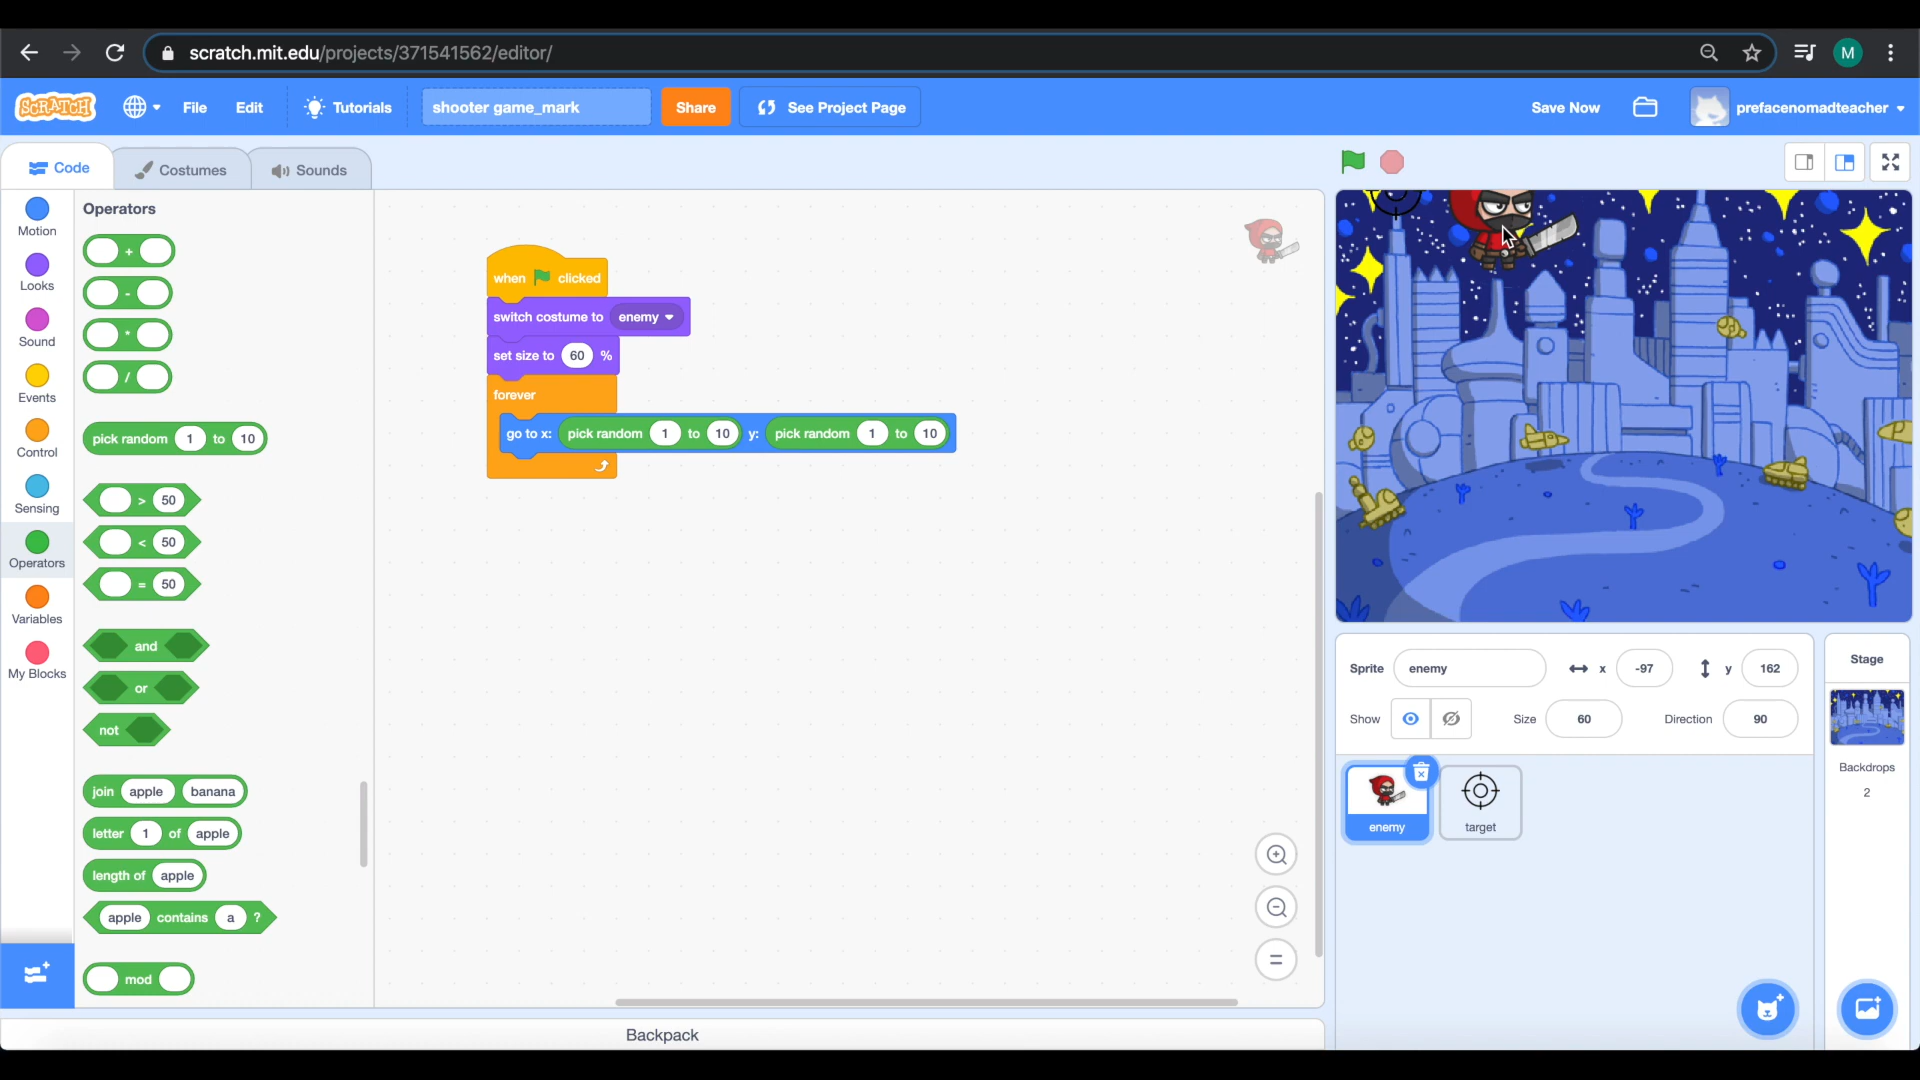 scratch.mit.edu/projects/371541562/editor/
M
SCRATCH
File
Edit
Tutorials
shooter game_mark
Share
See Project Page
Save Now
prefacenomadteacher
Code
Costumes
Sounds
Motion
Looks
Sound
Events
Control
Sensing
Operators
Variables
My Blocks
Operators
+
-
*
/
pick random 1 to 10
> 50
< 50
= 50
and
or
not
join apple banana
letter 1 of apple
length of apple
apple contains a ?
mod
when clicked
switch costume to enemy
set size to 60 %
forever
go to x: pick random 1 to 10 y: pick random 1 to 10
Backpack
Sprite enemy x -97 y 162
Show Size 60 Direction 90
enemy
target
Stage
Backdrops
2